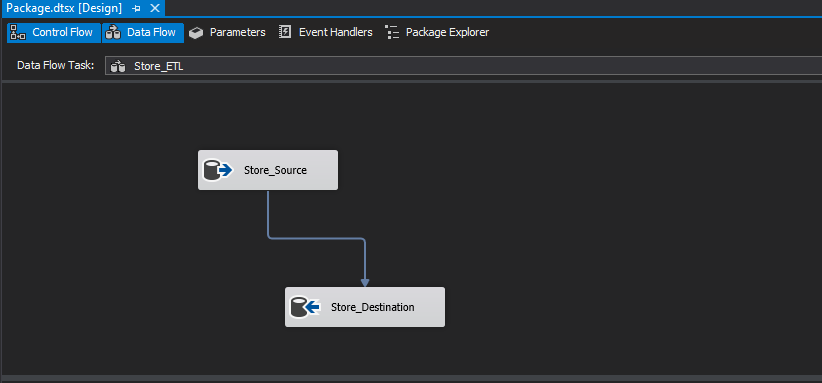 Package.dtsx [Design]
Control Flow Data Flow Parameters Event Handlers Package Explorer
Data Flow Task: Store_ETL
Store_Source
Store_Destination